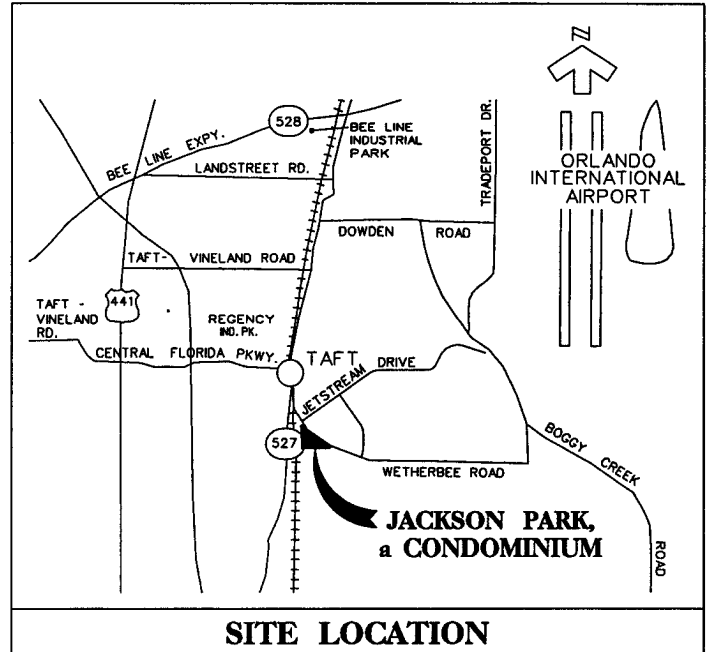 N
528
BEE LINE EXPY.
BEE LINE
INDUSTRIAL
PARK
LANDSTREET RD.
TRADEPORT DR.
ORLANDO
INTERNATIONAL
AIRPORT
DOWDEN ROAD
TAFT- VINELAND ROAD
441
TAFT -
VINELAND
RD.
REGENCY
IND. PK.
CENTRAL FLORIDA PKWY.
TAFT
JETSTREAM DRIVE
527
WETHERBEE ROAD
BOGGY CREEK
ROAD
JACKSON PARK,
a CONDOMINIUM
SITE LOCATION